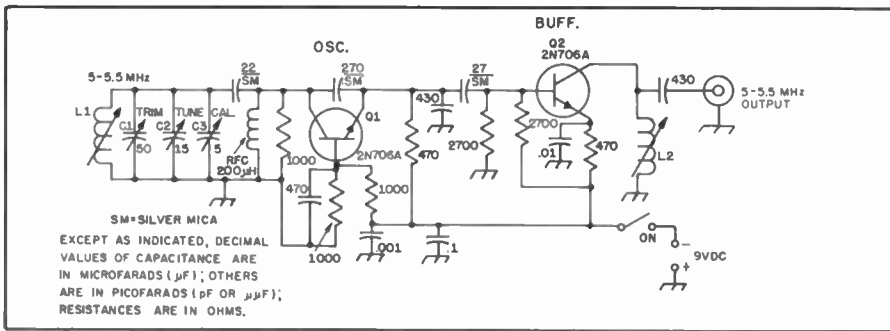 OSC.
BUFF.
5-5.5 MHz
22
SM
270
SM
27
SM
Q2
2N706A
430
5-5.5 MHz
OUTPUT
L1
C1
TRIM
50
C2
TUNE
15
C3
CAL
5
RFC
200μH
1000
Q1
2N706A
470
430
2700
2700
.01
470
L2
470
1000
1000
.001
.1
ON
-
9VDC
+
SM=SILVER MICA
EXCEPT AS INDICATED, DECIMAL
VALUES OF CAPACITANCE ARE
IN MICROFARADS (μF); OTHERS
ARE IN PICOFARADS (pF OR μμF);
RESISTANCES ARE IN OHMS.